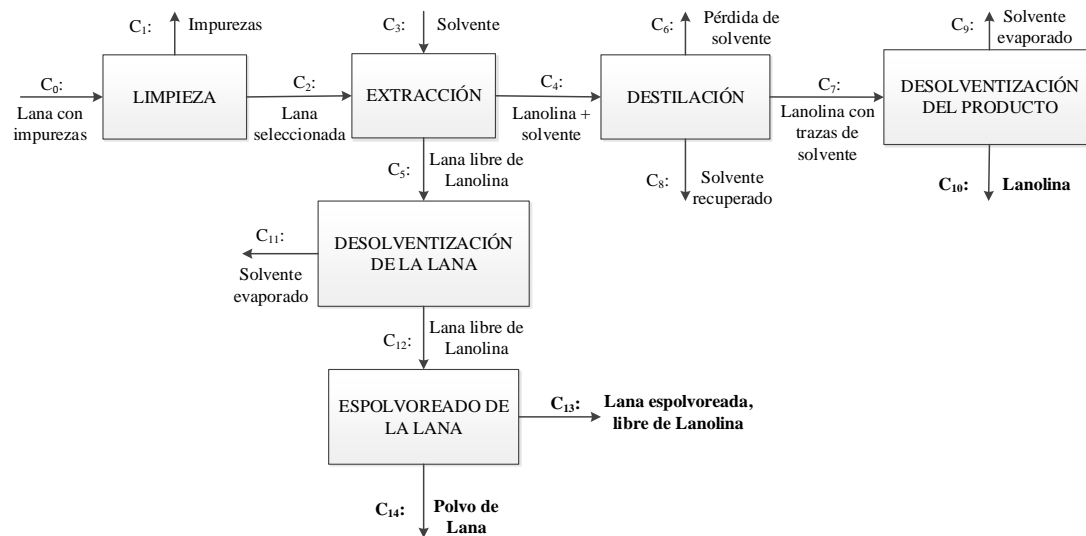 C1:
Impurezas
C3:
Solvente
C6:
Pérdida de
solvente
C9:
Solvente
evaporado
C0:
Lana con
impurezas
LIMPIEZA
C2:
Lana
seleccionada
EXTRACCIÓN
C4:
Lanolina +
solvente
DESTILACIÓN
C7:
Lanolina con
trazas de
solvente
DESOLVENTIZACIÓN
DEL PRODUCTO
C5:
Lana libre de
Lanolina
C8:
Solvente
recuperado
C10:
Lanolina
C11:
Solvente
evaporado
DESOLVENTIZACIÓN
DE LA LANA
C12:
Lana libre de
Lanolina
ESPOLVOREADO DE
LA LANA
C13:
Lana espolvoreada,
libre de Lanolina
C14:
Polvo de
Lana